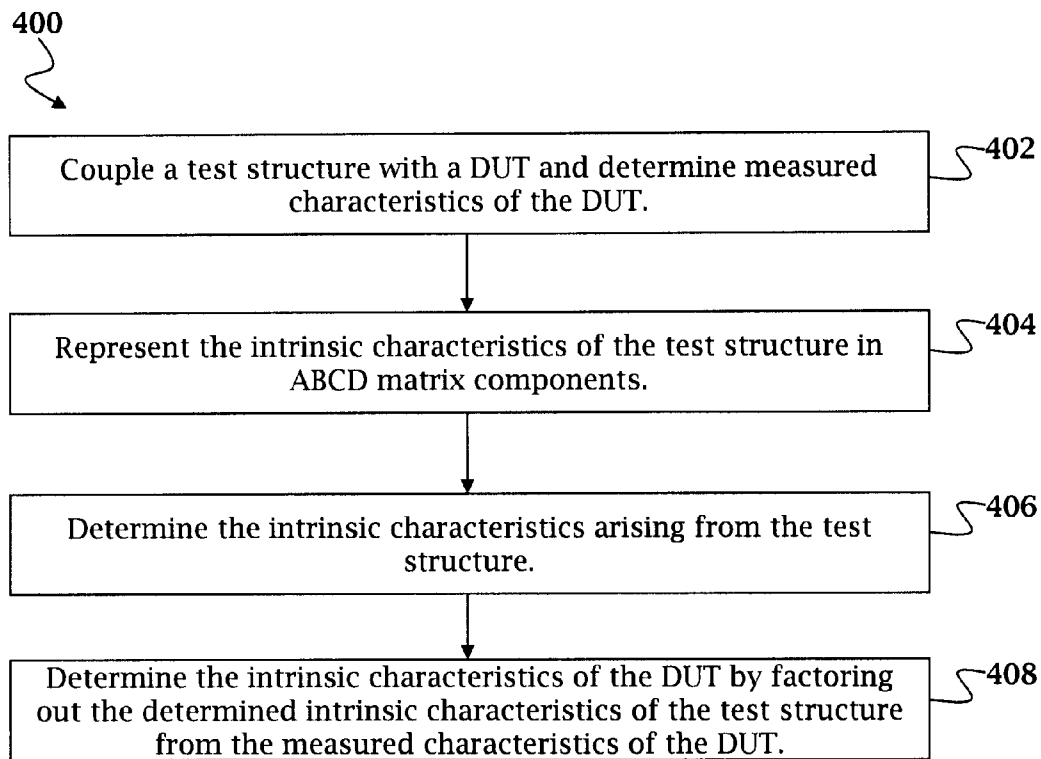 400
Couple a test structure with a DUT and determine measured
characteristics of the DUT.
402
Represent the intrinsic characteristics of the test structure in
ABCD matrix components.
404
Determine the intrinsic characteristics arising from the test
structure.
406
Determine the intrinsic characteristics of the DUT by factoring
out the determined intrinsic characteristics of the test structure
from the measured characteristics of the DUT.
408